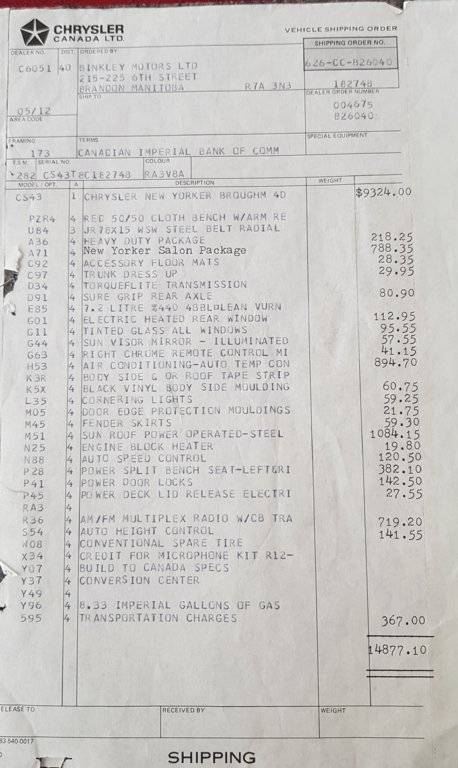 CHRYSLER
CANADA LTD.
VEHICLE SHIPPING ORDER
DEALER NO. DIST. ORDERED BY SHIPPING ORDER NO.
C6051 40 BINKLEY MOTORS LTD 626-CC-826040
215-225 6TH STREET
BRANDON MANITOBA R7A 3N3 182748
SHIP TO DEALER ORDER NUMBER
05/12 004675
AREA CODE 826040
FRAMING TERMS SPECIAL EQUIPMENT
173 CANADIAN IMPERIAL BANK OF COMM
SERIAL NO. COLOUR
282 CS43T8C182748 RA3V8A
MODEL / OPT. A DESCRIPTION WEIGHT
CS43 1 CHRYSLER NEW YORKER BROUGHM 4D $9324.00
PZR4 4 RED 50/50 CLOTH BENCH W/ARM RE
U84 3 JR78X15 WSW STEEL BELT RADIAL
A36 4 HEAVY DUTY PACKAGE 218.25
A71 4 New Yorker Salon Package 788.35
C92 4 ACCESSORY FLOOR MATS 28.35
C97 4 TRUNK DRESS UP 29.95
D34 4 TORQUEFLITE TRANSMISSION
D91 4 SURE GRIP REAR AXLE 80.90
E85 4 7.2 LITRE 440 4BBL LEAN VURN
G01 4 ELECTRIC HEATED REAR WINDOW 112.95
G11 4 TINTED GLASS ALL WINDOWS 95.55
G44 4 SUN VISOR MIRROR - ILLUMINATED 57.55
G63 4 RIGHT CHROME REMOTE CONTROL MI 41.15
H53 4 AIR CONDITIONING-AUTO TEMP CON 894.70
K3R 4 BODY SIDE & OR ROOF TAPE STRIP
K5X 4 BLACK VINYL BODY SIDE MOULDING 60.75
L35 4 CORNERING LIGHTS 59.25
M05 4 DOOR EDGE PROTECTION MOULDINGS 21.75
M45 4 FENDER SKIRTS 59.30
M51 4 SUN ROOF POWER OPERATED-STEEL 1084.15
N25 4 ENGINE BLOCK HEATER 19.80
N88 4 AUTO SPEED CONTROL 120.50
P28 4 POWER SPLIT BENCH SEAT-LEFT&RI 382.10
P41 4 POWER DOOR LOCKS 142.50
P45 4 POWER DECK LID RELEASE ELECTRI 27.55
RA3 4
R36 4 AM/FM MULTIPLEX RADIO W/CB TRA 719.20
S54 4 AUTO HEIGHT CONTROL 141.55
W08 4 CONVENTIONAL SPARE TIRE
X34 4 CREDIT FOR MICROPHONE KIT R12-
Y07 4 BUILD TO CANADA SPECS
Y37 4 CONVERSION CENTER
Y49 4
Y96 4 8.33 IMPERIAL GALLONS OF GAS
595 4 TRANSPORTATION CHARGES 367.00
14877.10
ELEASE TO RECEIVED BY WEIGHT
83-540-0017
SHIPPING